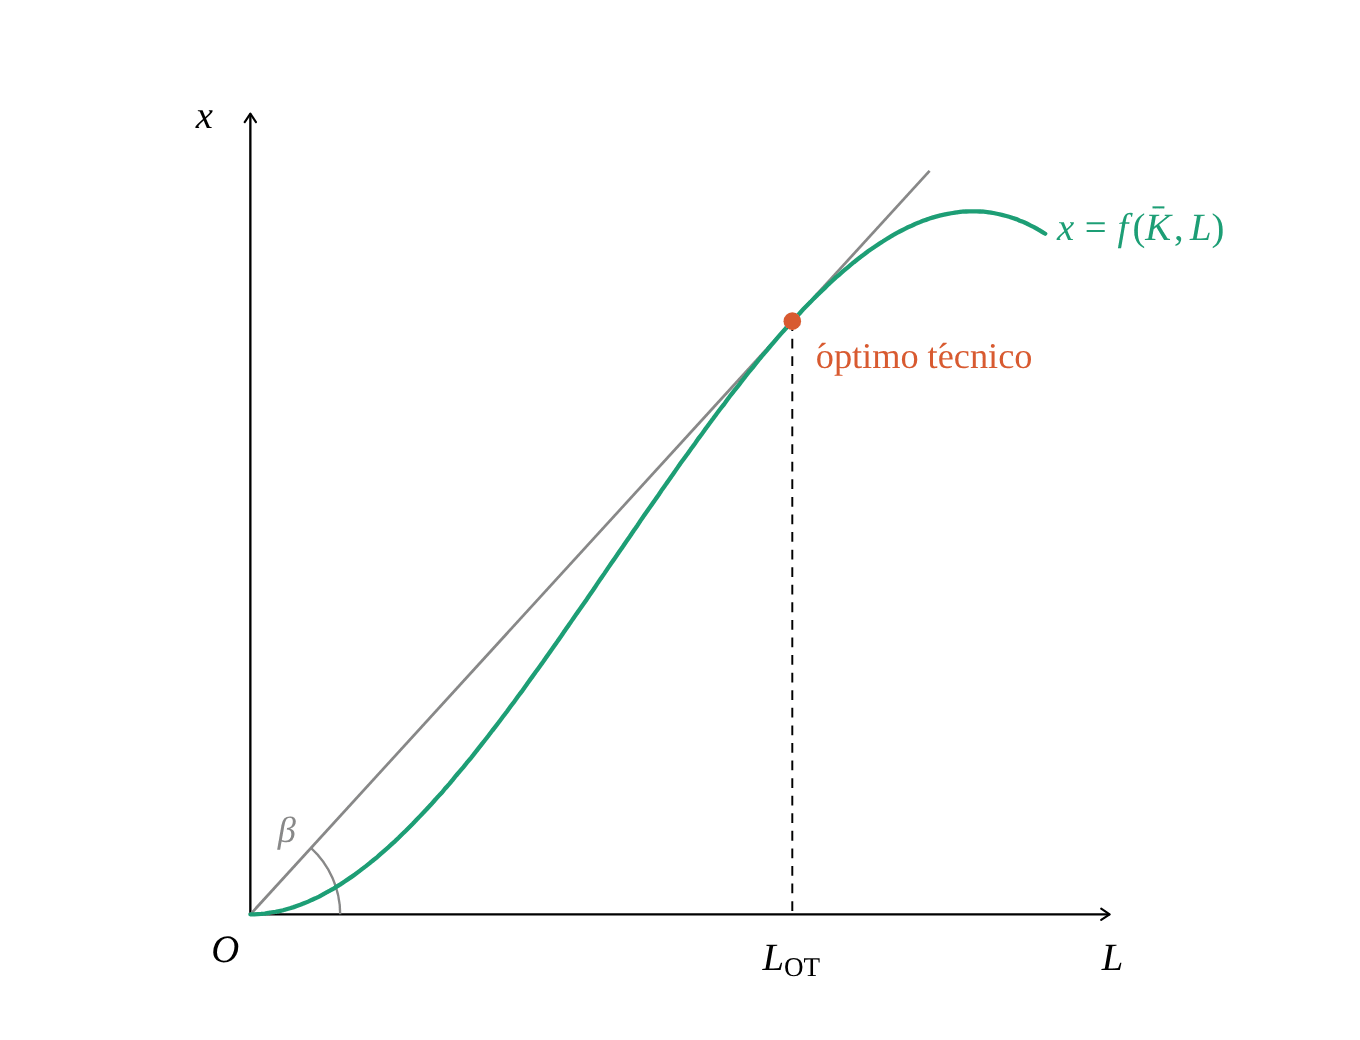 x
x = f(K̄, L)
óptimo técnico
β
O
L_OT
L